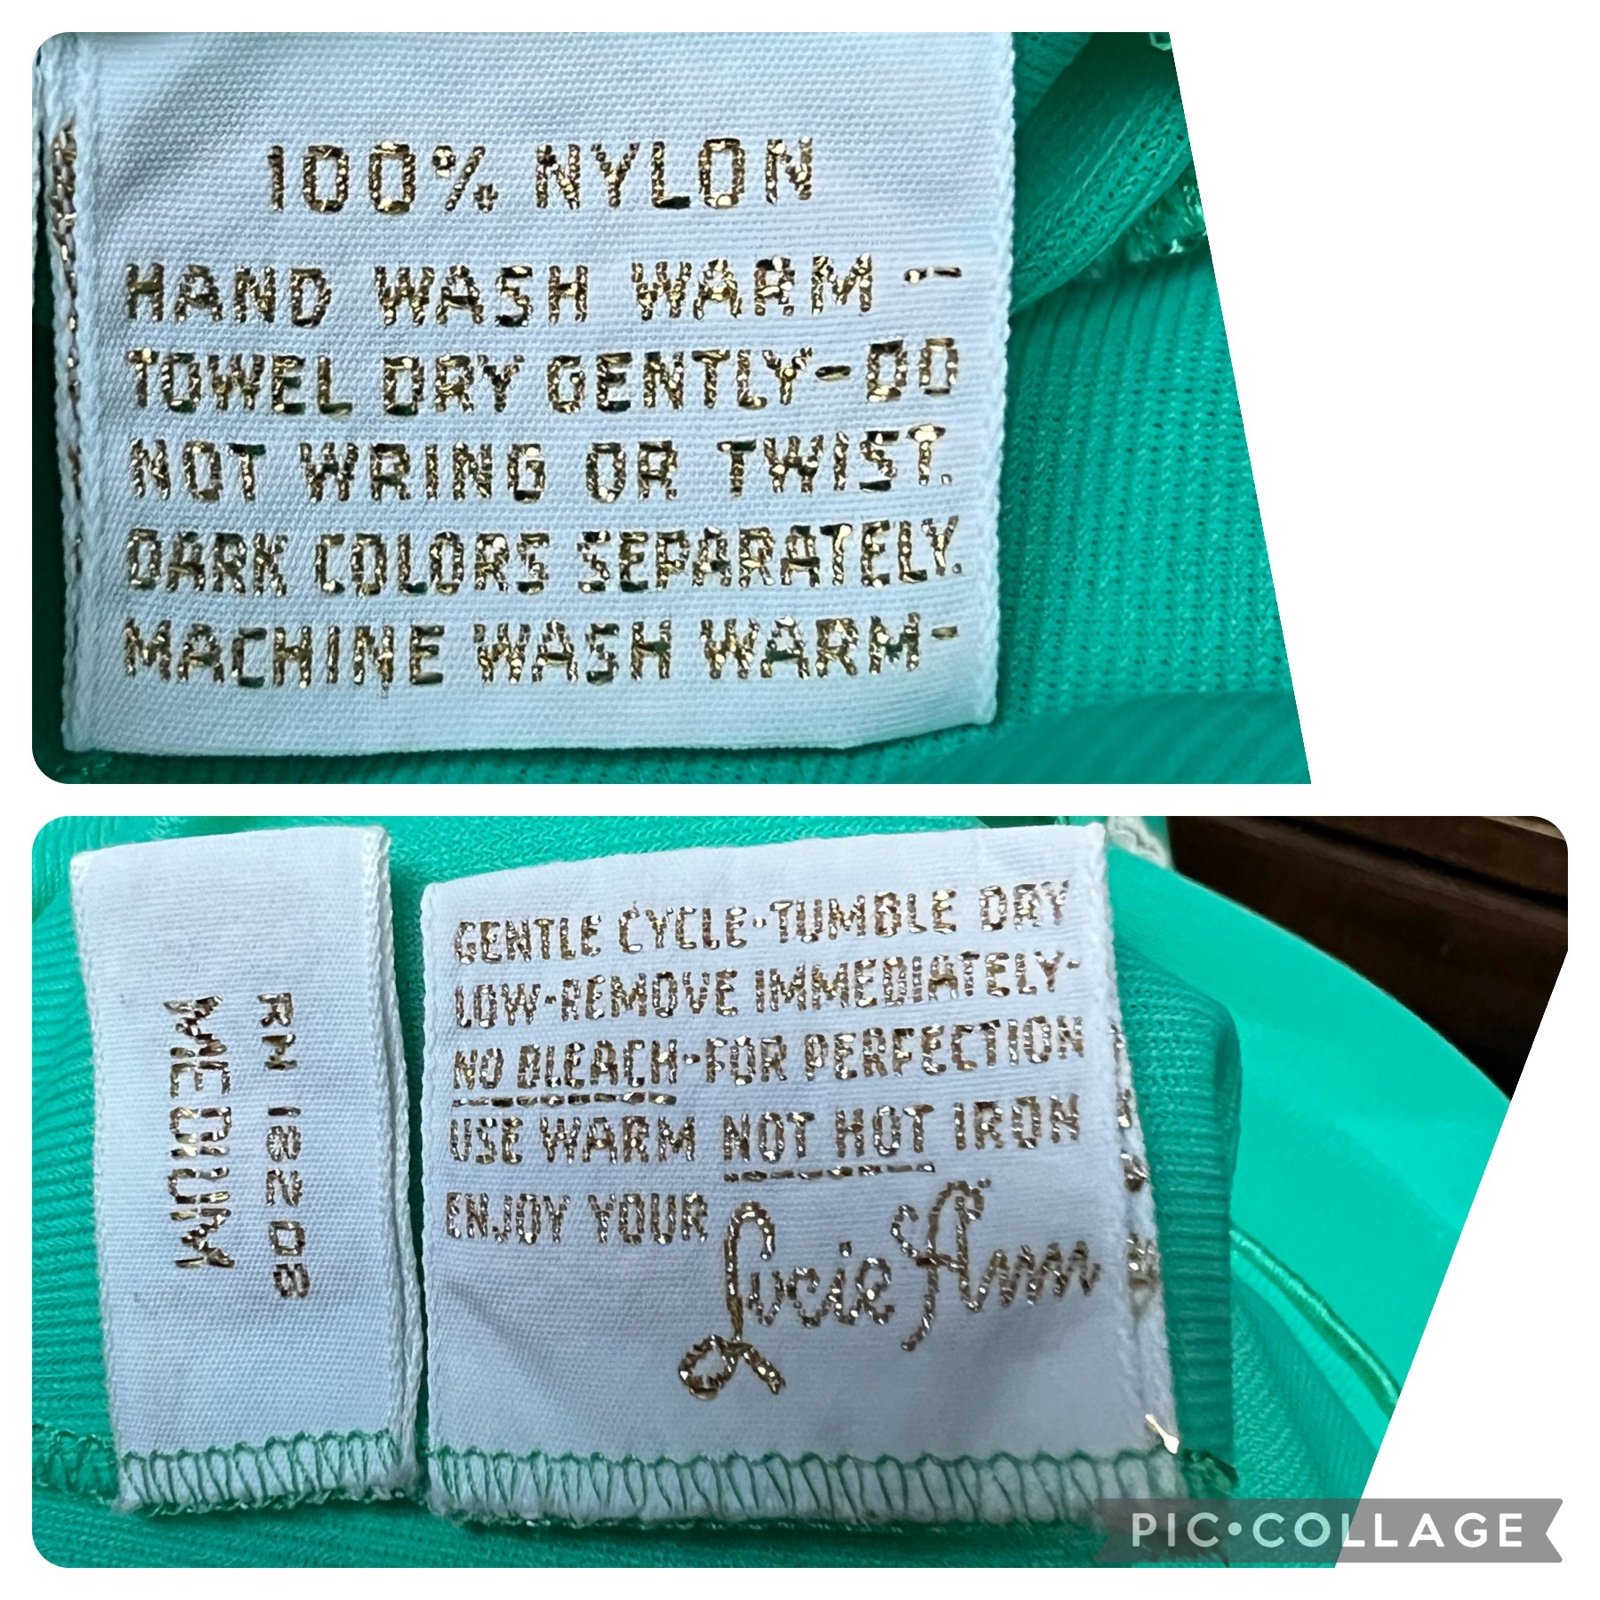 100% NYLON
HAND WASH WARM --
TOWEL DRY GENTLY-DO
NOT WRING OR TWIST.
DARK COLORS SEPARATELY.
MACHINE WASH WARM-
RN 18208
MEDIUM
GENTLE CYCLE-TUMBLE DRY
LOW-REMOVE IMMEDIATELY-
NO BLEACH-FOR PERFECTION
USE WARM NOT HOT IRON
ENJOY YOUR Lucie Ann
PIC•COLLAGE